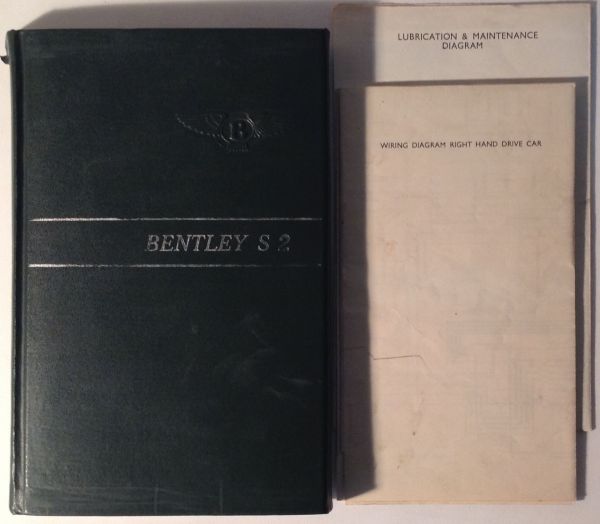 B
BENTLEY S 2
LUBRICATION & MAINTENANCE
DIAGRAM
WIRING DIAGRAM RIGHT HAND DRIVE CAR